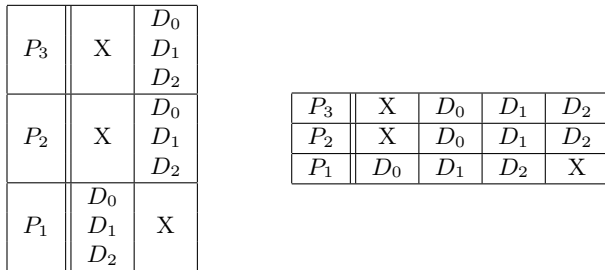 D₀
P₃ X D₁
D₂
D₀
P₂ X D₁
D₂
D₀
P₁ D₁ X
D₂
P₃ X D₀ D₁ D₂
P₂ X D₀ D₁ D₂
P₁ D₀ D₁ D₂ X